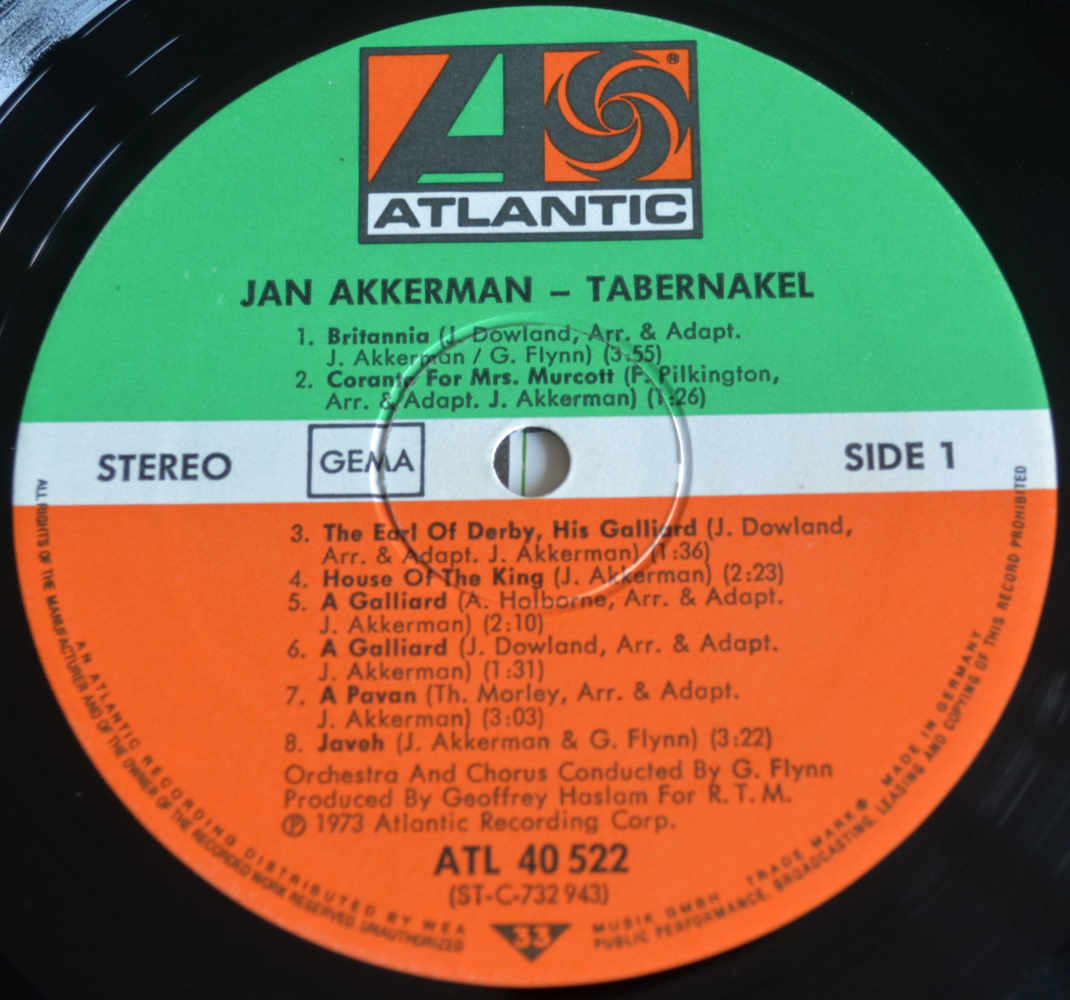 ATLANTIC
®
JAN AKKERMAN – TABERNAKEL
1. Britannia (J. Dowland, Arr. & Adapt.
J. Akkerman / G. Flynn) (3:55)
2. Coranto For Mrs. Murcott (F. Pilkington,
Arr. & Adapt. J. Akkerman) (1:26)
STEREO
GEMA
SIDE 1
3. The Earl Of Derby, His Galliard (J. Dowland,
Arr. & Adapt. J. Akkerman) (1:36)
4. House Of The King (J. Akkerman) (2:23)
5. A Galliard (A. Holborne, Arr. & Adapt.
J. Akkerman) (2:10)
6. A Galliard (J. Dowland, Arr. & Adapt.
J. Akkerman) (1:31)
7. A Pavan (Th. Morley, Arr. & Adapt.
J. Akkerman) (3:03)
8. Javeh (J. Akkerman & G. Flynn) (3:22)
Orchestra And Chorus Conducted By G. Flynn
Produced By Geoffrey Haslam For R. T. M.
℗ 1973 Atlantic Recording Corp.
ATL 40 522
(ST-C-732 943)
33
AN ATLANTIC RECORDING DISTRIBUTED BY WEA MUSIK GMBH TRADE MARK ® MADE IN GERMANY
ALL RIGHTS OF THE MANUFACTURER AND OF THE OWNER OF THE RECORDED WORK RESERVED. UNAUTHORIZED PUBLIC PERFORMANCE, BROADCASTING, LEASING AND COPYING OF THIS RECORD PROHIBITED